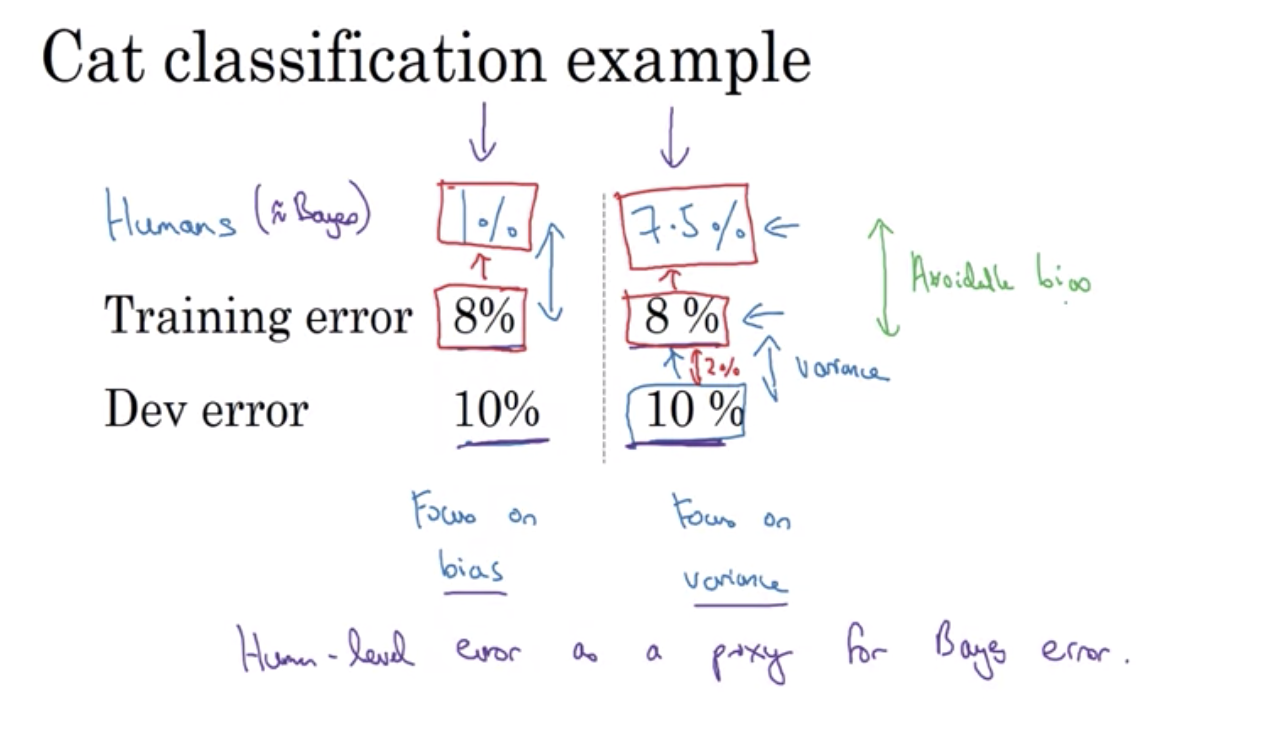 Cat classification example
Humans (≈ Bayes) 1% 7.5%
Avoidable bias
Training error 8% 8 %
2% variance
Dev error 10% 10 %
Focus on Focus on
bias variance
Human-level error as a proxy for Bayes error.